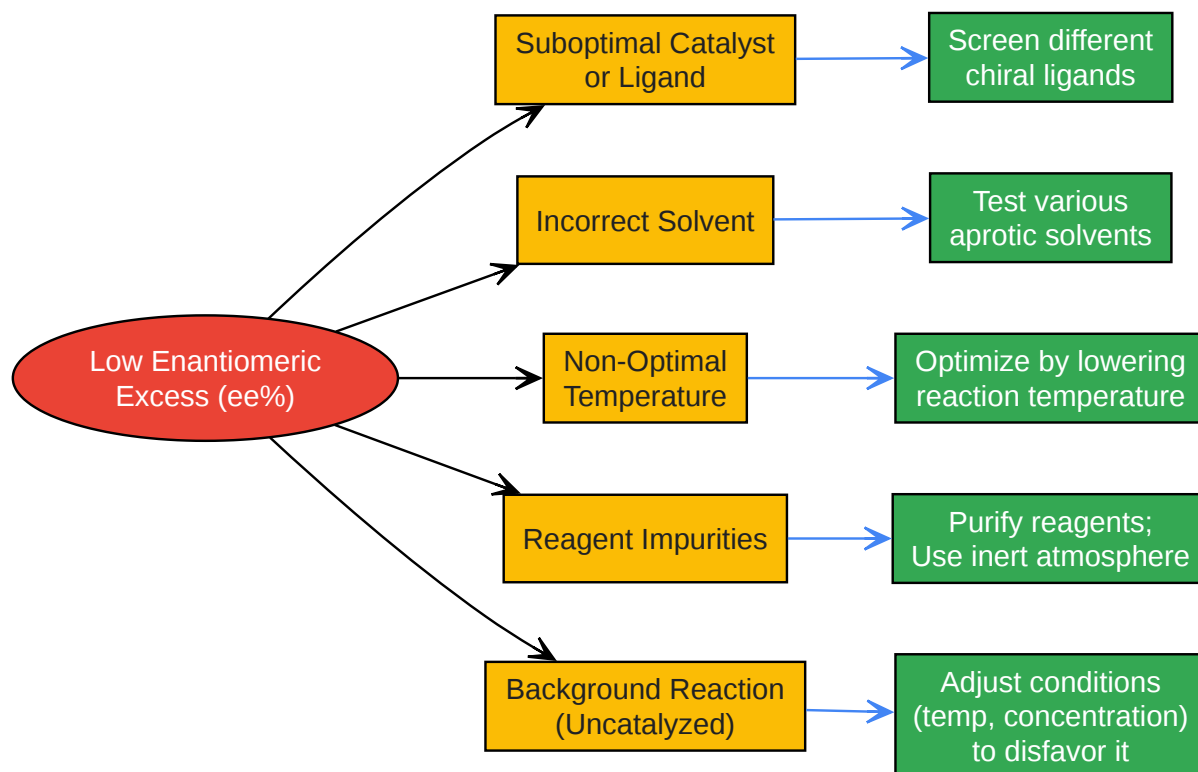 Suboptimal Catalyst
or Ligand
Screen different
chiral ligands
Incorrect Solvent
Test various
aprotic solvents
Low Enantiomeric
Excess (ee%)
Non-Optimal
Temperature
Optimize by lowering
reaction temperature
Reagent Impurities
Purify reagents;
Use inert atmosphere
Background Reaction
(Uncatalyzed)
Adjust conditions
(temp, concentration)
to disfavor it